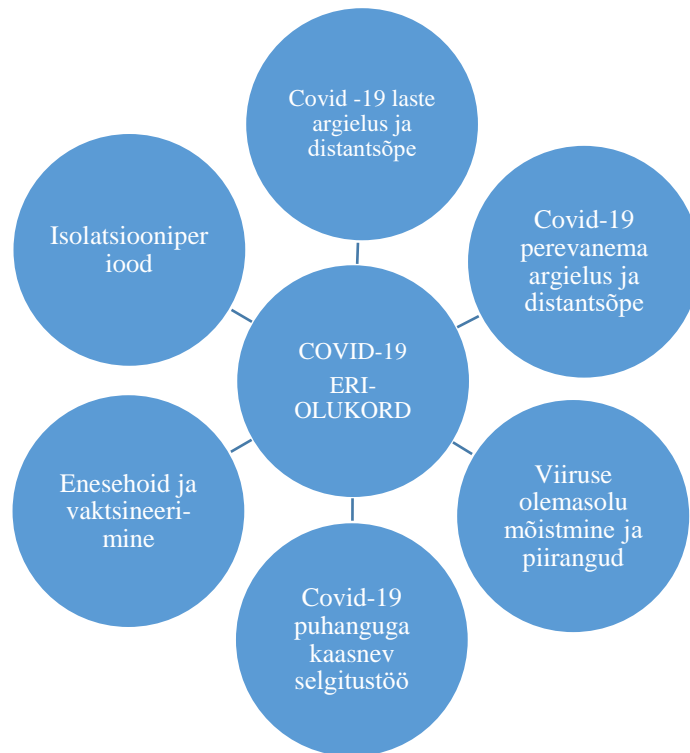 Covid -19 laste
argielus ja
distantsõpe
Covid-19
perevanema
argielus ja
distantsõpe
Viiruse
olemasolu
mõistmine ja
piirangud
Covid-19
puhanguga
kaasnev
selgitustöö
Enesehoid ja
vaktsineeri-
mine
Isolatsiooniper
iood
COVID-19
ERI-
OLUKORD